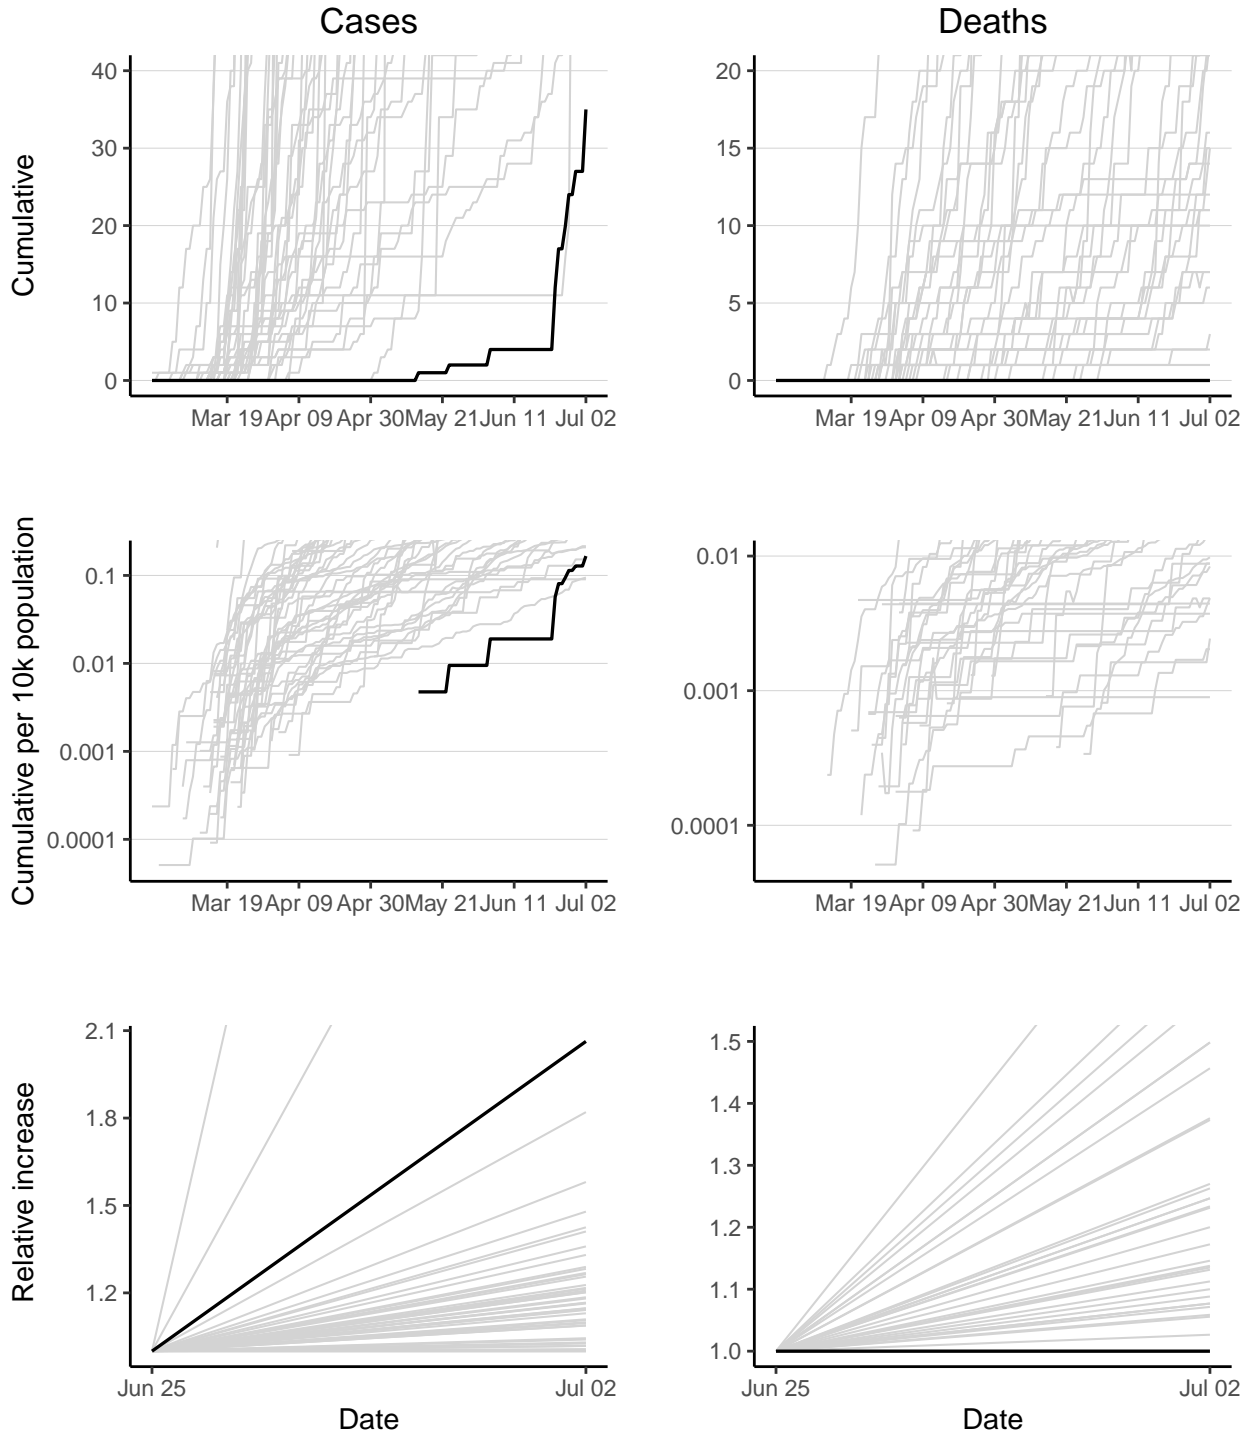 Cases
Deaths
Cumulative
40
30
20
10
0
Mar 19 Apr 09 Apr 30 May 21 Jun 11 Jul 02
20
15
10
5
0
Mar 19 Apr 09 Apr 30 May 21 Jun 11 Jul 02
Cumulative per 10k population
0.1
0.01
0.001
0.0001
Mar 19 Apr 09 Apr 30 May 21 Jun 11 Jul 02
0.01
0.001
0.0001
Mar 19 Apr 09 Apr 30 May 21 Jun 11 Jul 02
Relative increase
2.1
1.8
1.5
1.2
Jun 25 Jul 02
Date
1.5
1.4
1.3
1.2
1.1
1.0
Jun 25 Jul 02
Date